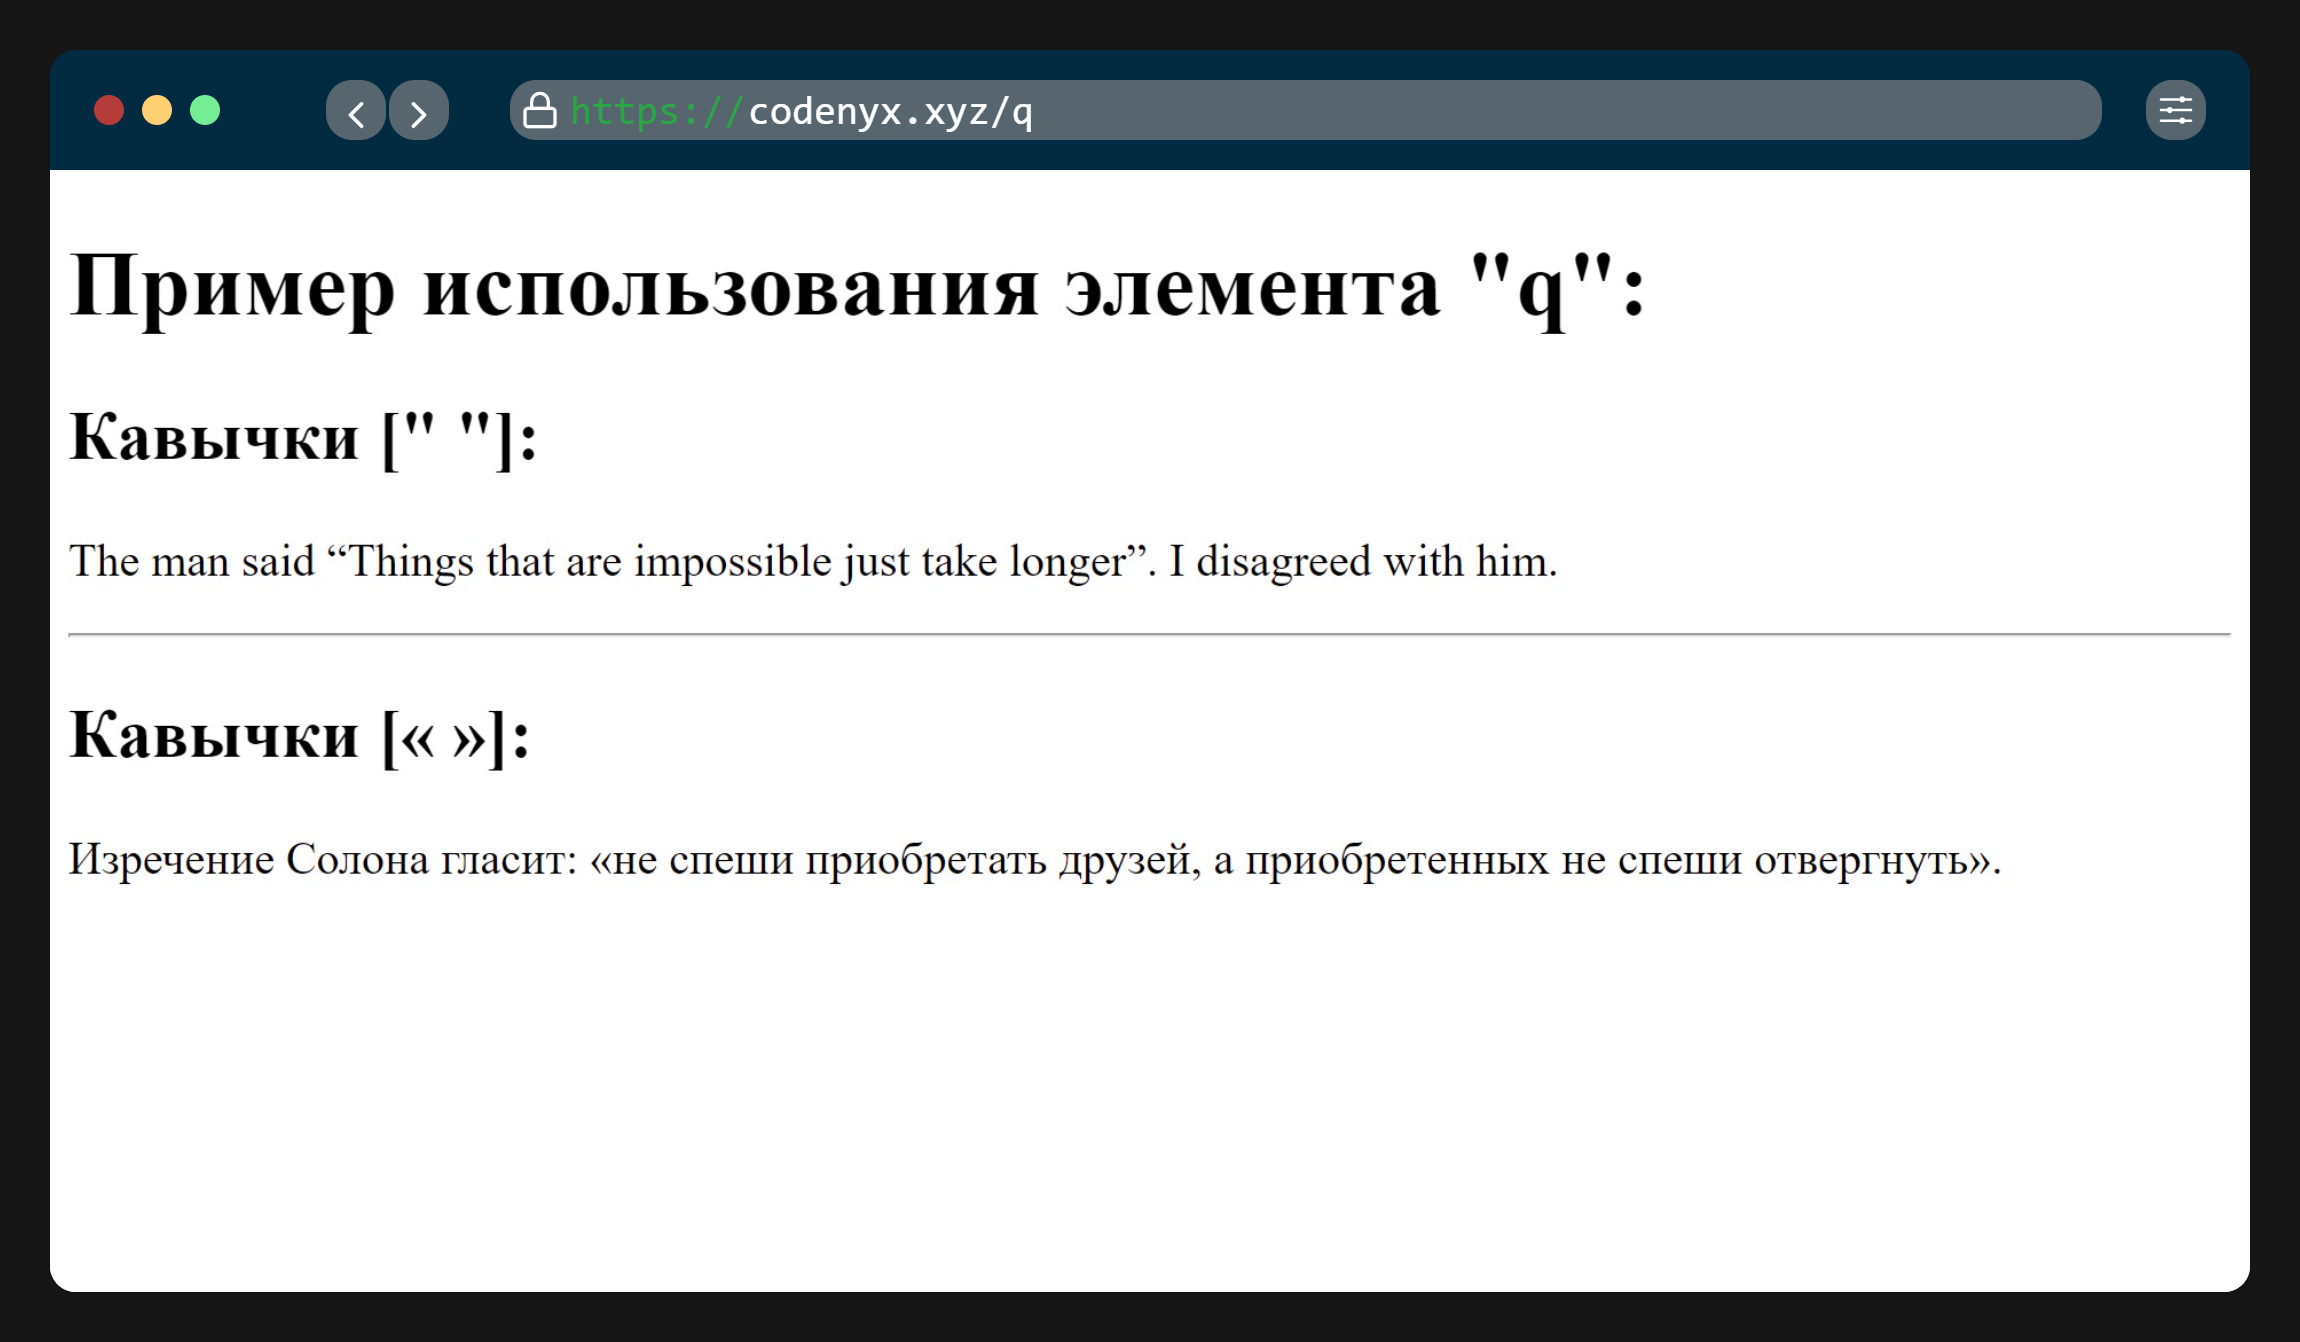 https://codenyx.xyz/q
Пример использования элемента "q":
Кавычки [" "]:
The man said “Things that are impossible just take longer”. I disagreed with him.
Кавычки [« »]:
Изречение Солона гласит: «не спеши приобретать друзей, а приобретенных не спеши отвергнуть».